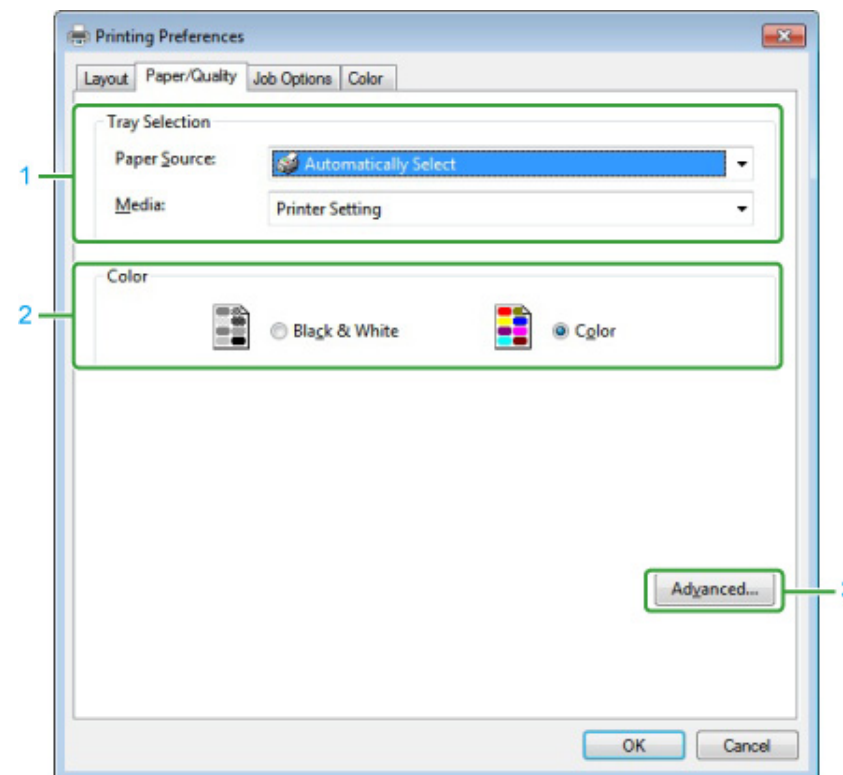 Printing Preferences
Layout Paper/Quality Job Options Color
Tray Selection
Paper Source: Automatically Select
1
Media: Printer Setting
Color
2
Black & White Color
Advanced...
OK Cancel